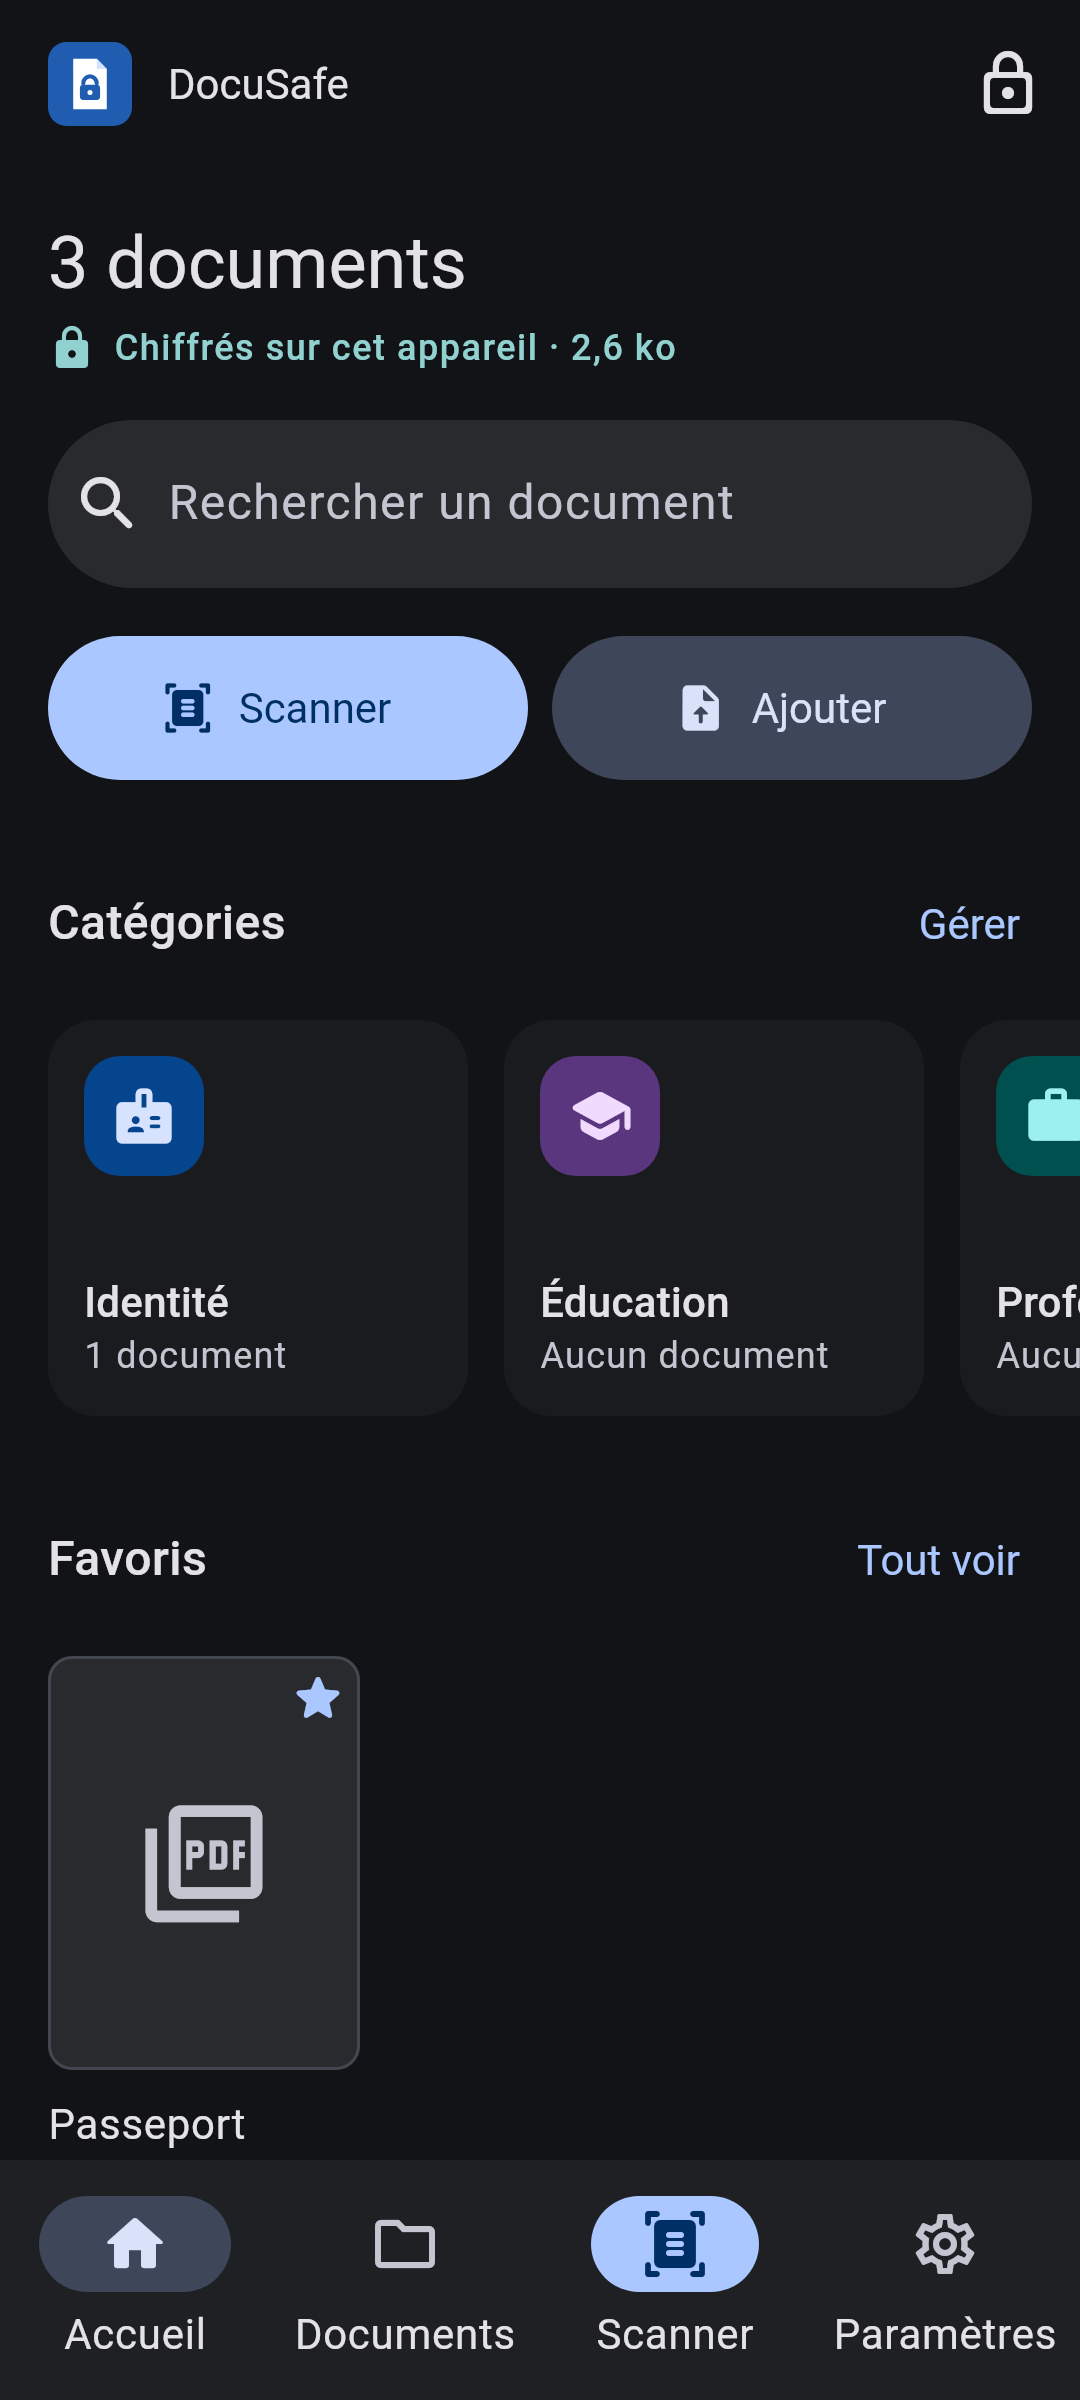 DocuSafe
3 documents
Chiffrés sur cet appareil · 2,6 ko
Rechercher un document
Scanner
Ajouter
Catégories
Gérer
Identité
1 document
Éducation
Aucun document
Favoris
Tout voir
PDF
Passeport
Accueil
Documents
Scanner
Paramètres